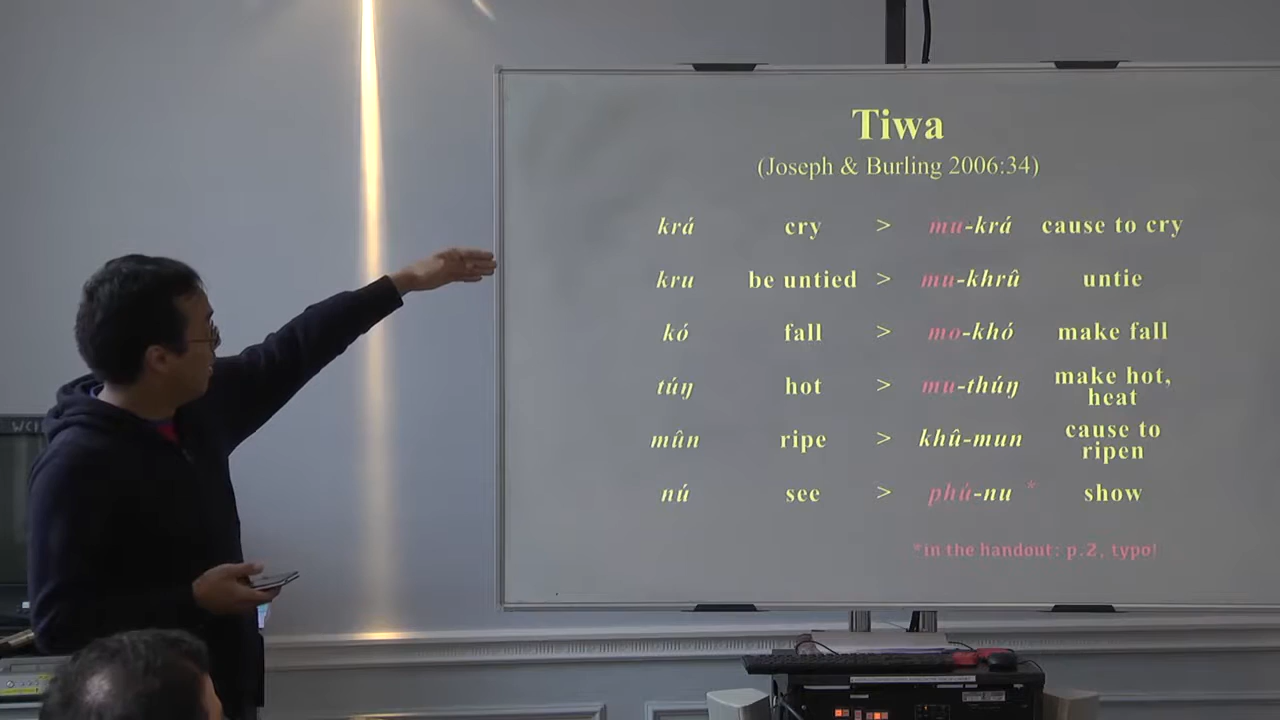 Tiwa
(Joseph & Burling 2006:34)
krá cry > mu-krá cause to cry
kru be untied > mu-khrû untie
kó fall > mo-khó make fall
túŋ hot > mu-thúŋ make hot,
heat
mûn ripe > khû-mun cause to
ripen
nú see > phú-nu * show
*in the handout: p.2, typo!